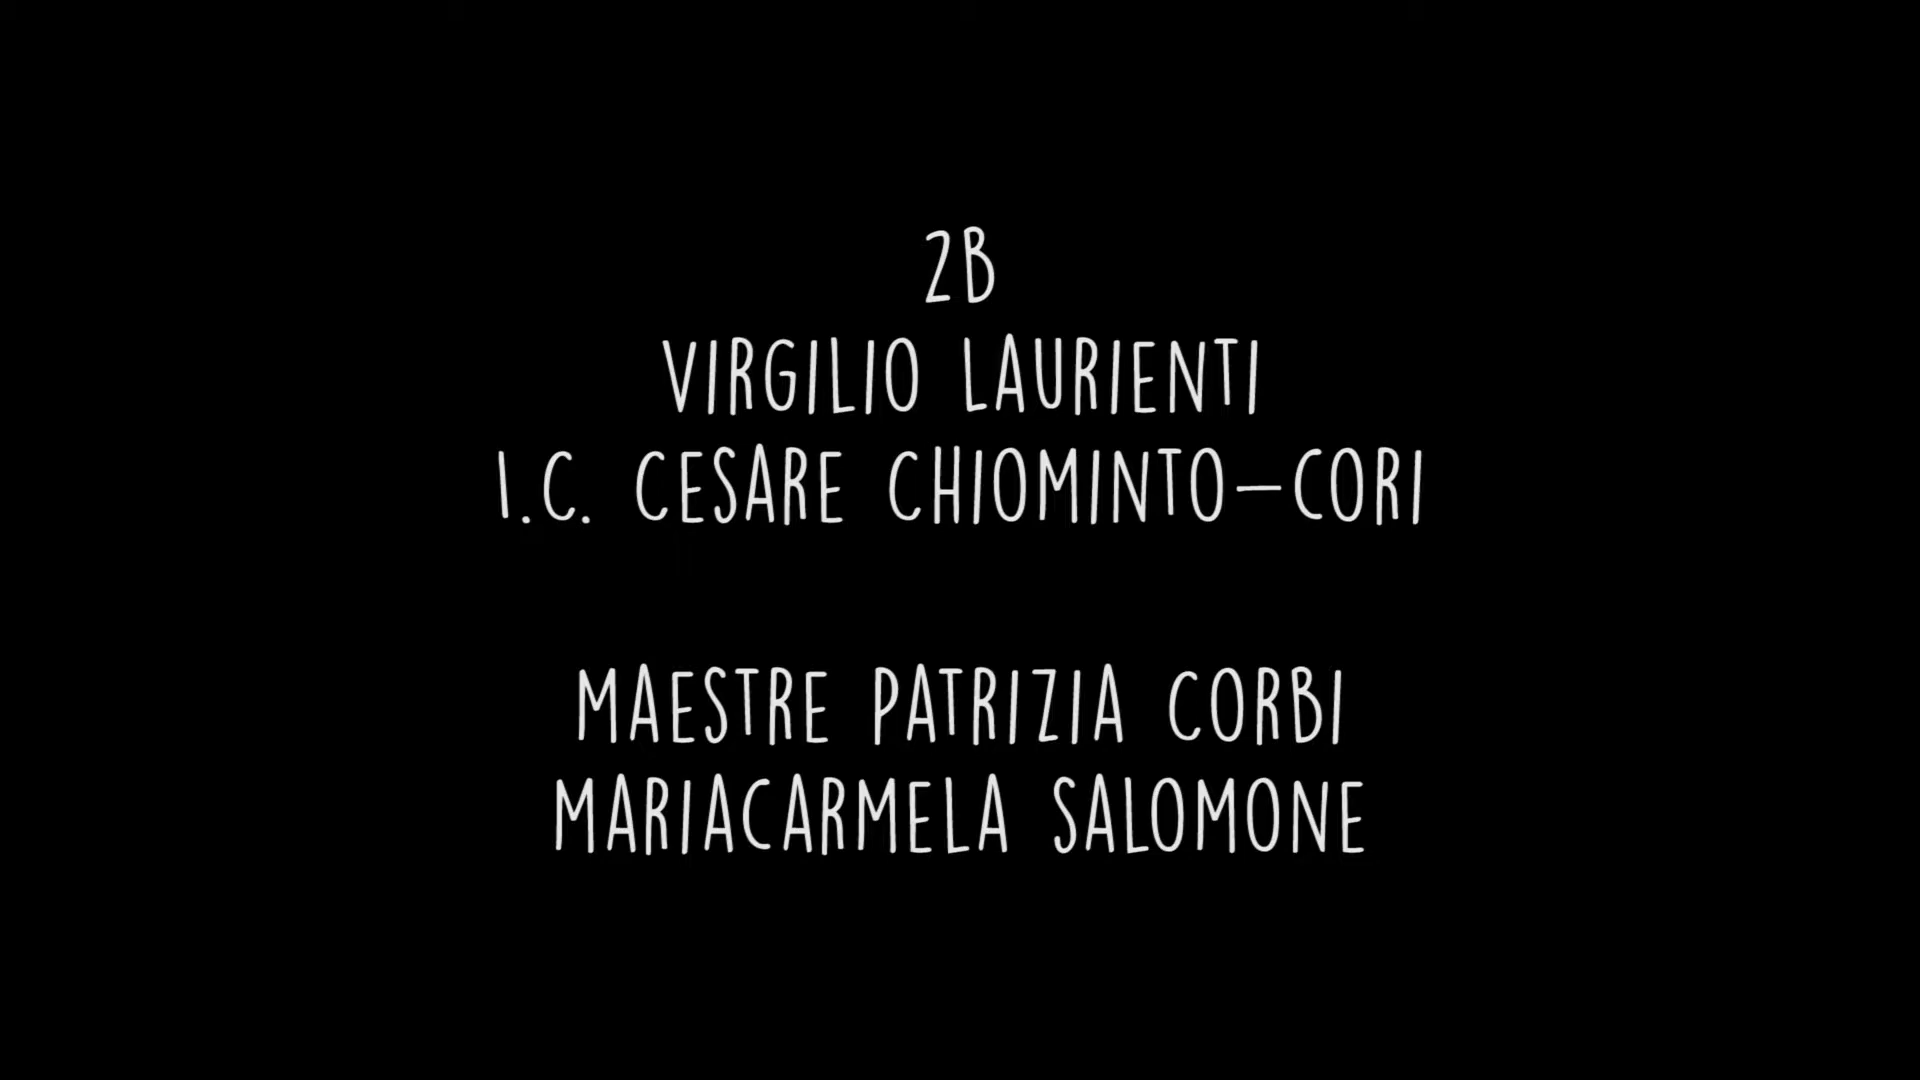 2B
VIRGILIO LAURIENTI
I.C. CESARE CHIOMINTO-CORI
MAESTRE PATRIZIA CORBI
MARIACARMELA SALOMONE